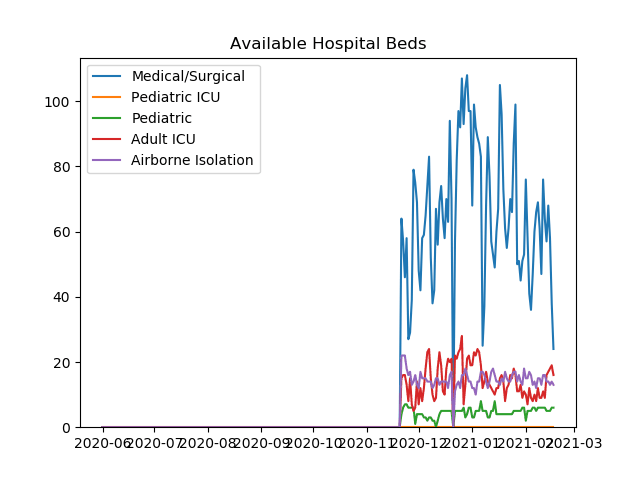 Available Hospital Beds
Medical/Surgical
Pediatric ICU
Pediatric
Adult ICU
Airborne Isolation
100
80
60
40
20
0
2020-06 2020-07 2020-08 2020-09 2020-10 2020-11 2020-12 2021-01 2021-02 2021-03